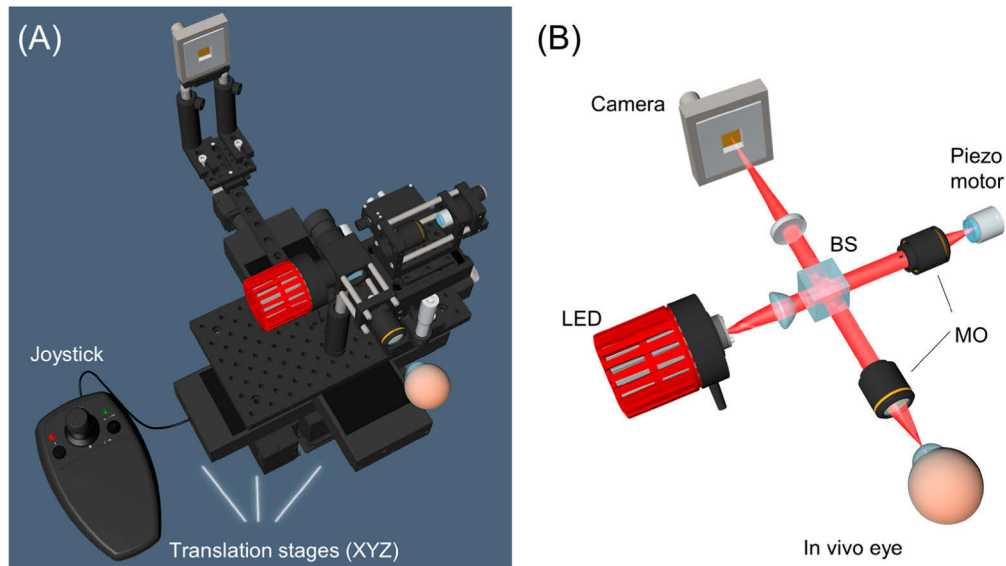 (A)
Joystick
Translation stages (XYZ)
(B)
Camera
Piezo
motor
BS
LED
MO
In vivo eye